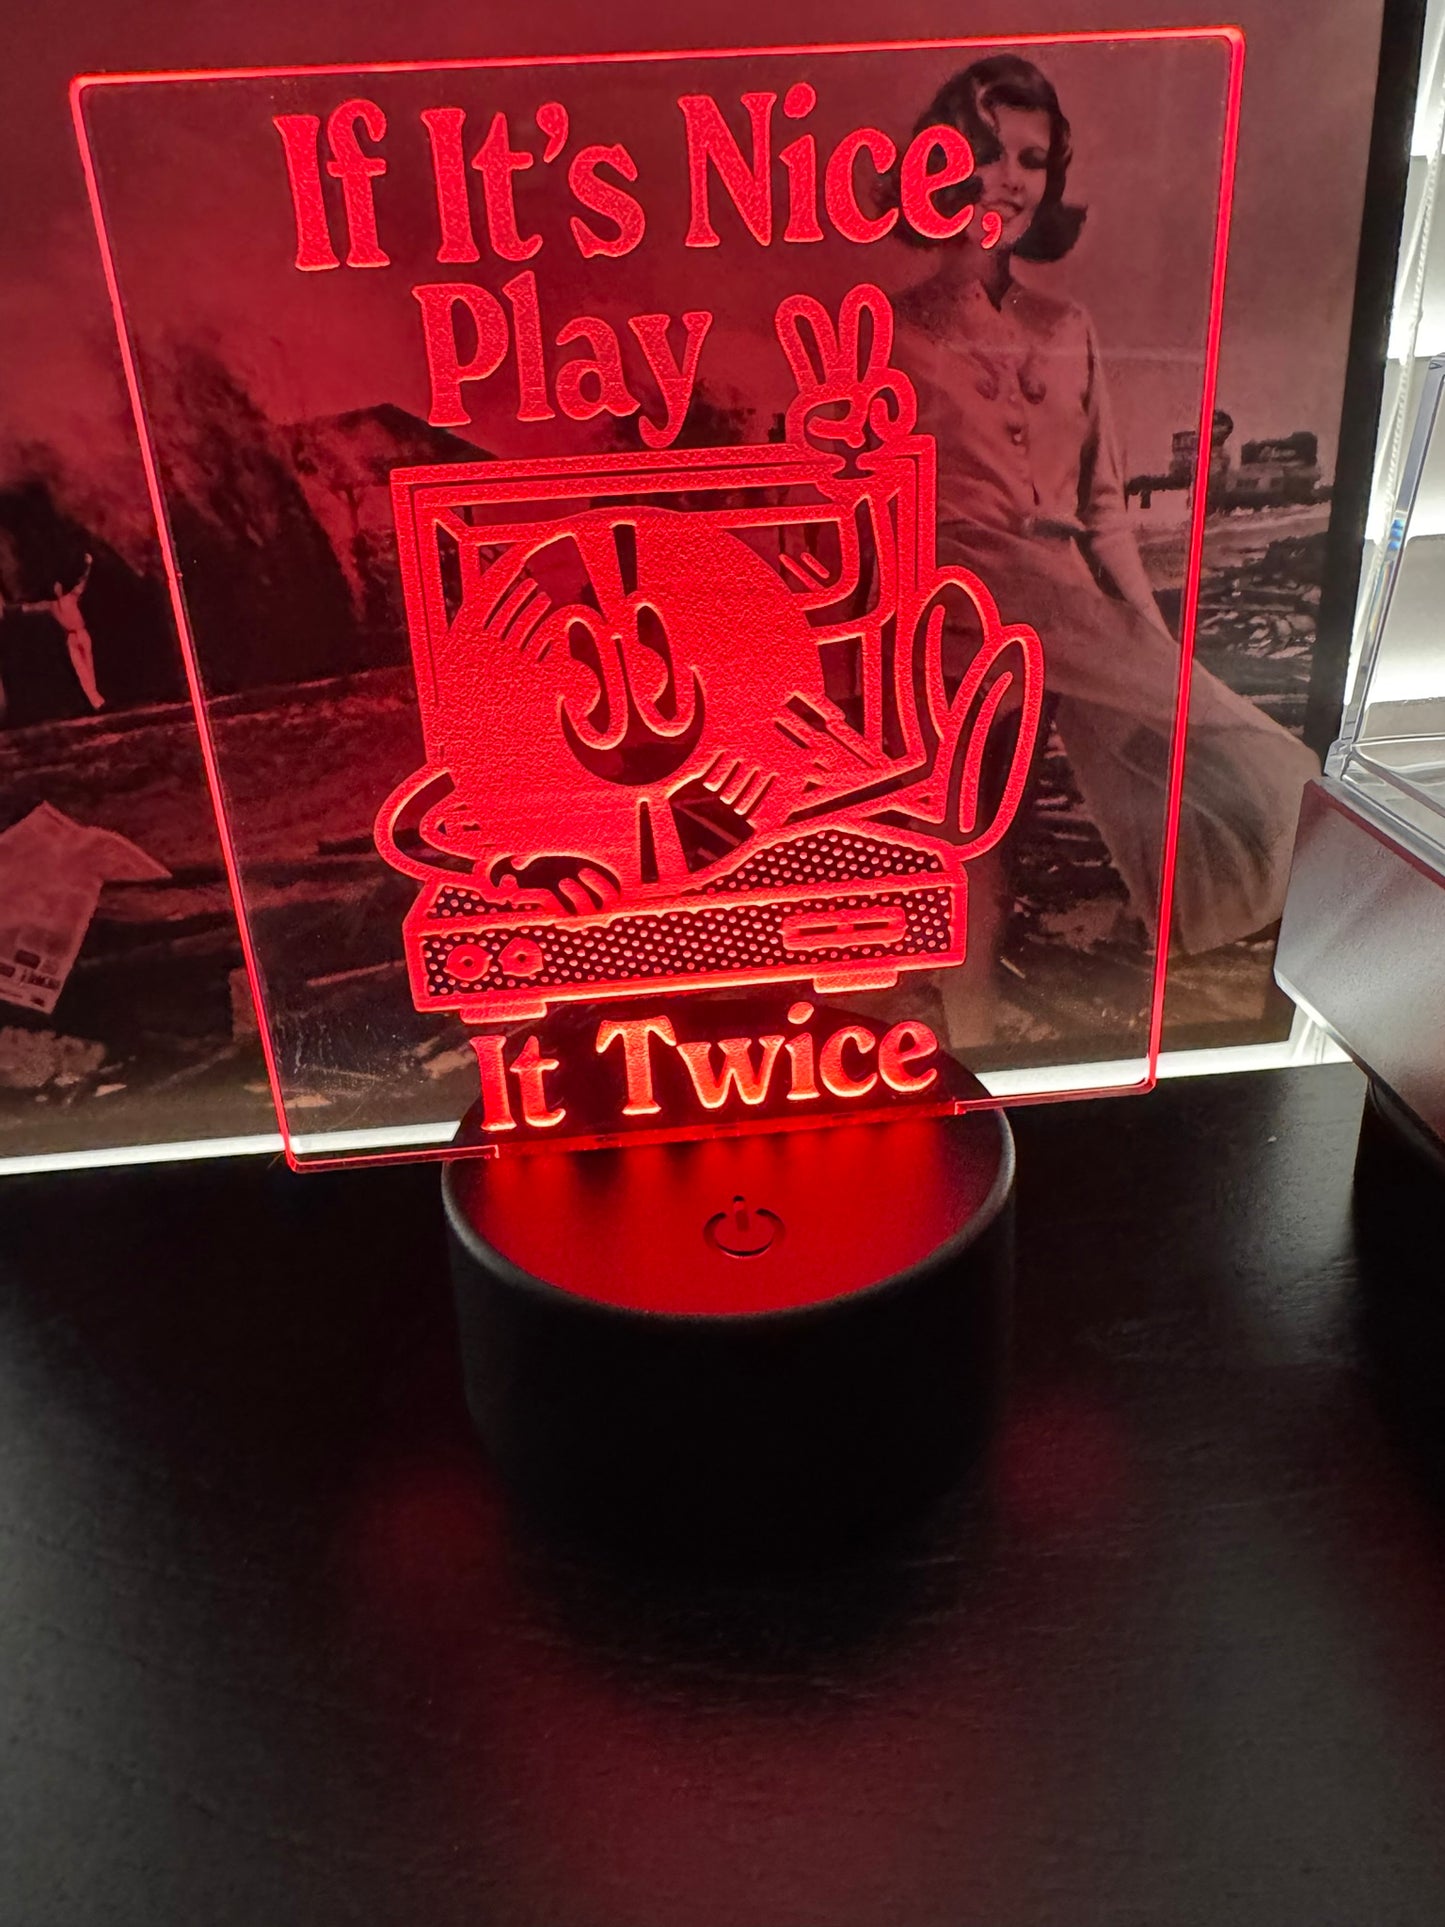 If It's Nice,
Play
It Twice